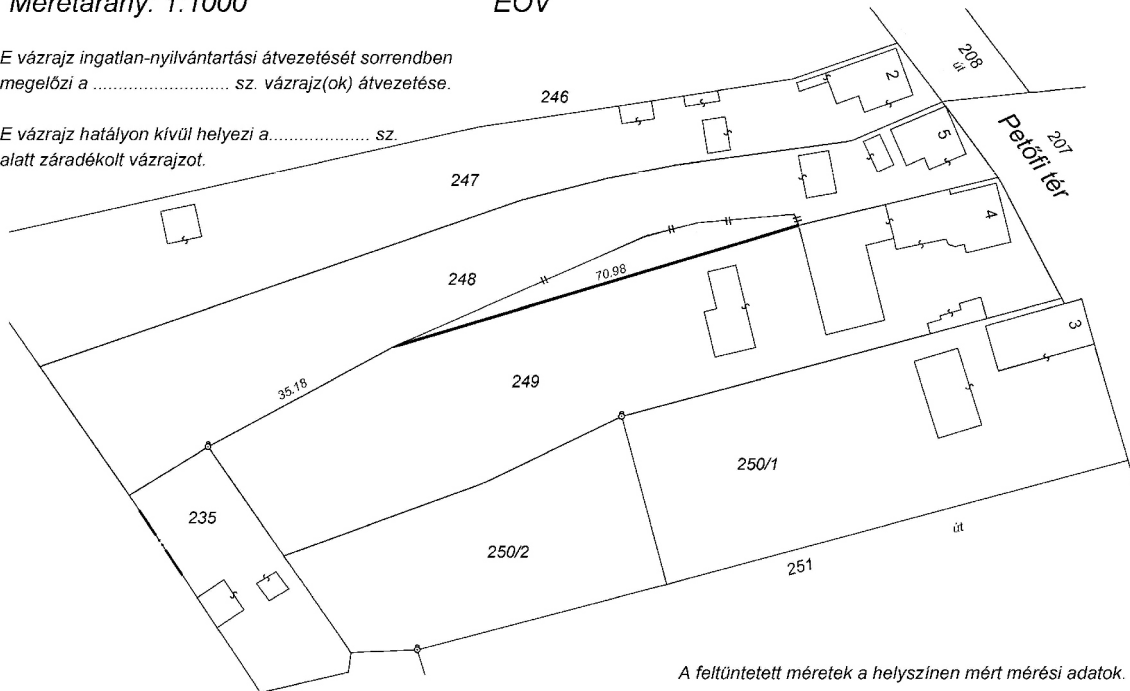 Méretarány: 1:1000
EOV
E vázrajz ingatlan-nyilvántartási átvezetését sorrendben
megelőzi a ........................... sz. vázrajz(ok) átvezetése.
E vázrajz hatályon kívül helyezi a.................... sz.
alatt záradékolt vázrajzot.
208
út
2
246
5
207
Petőfi tér
247
4
248
70.98
3
249
35.18
250/1
235
út
250/2
251
A feltüntetett méretek a helyszínen mért mérési adatok.